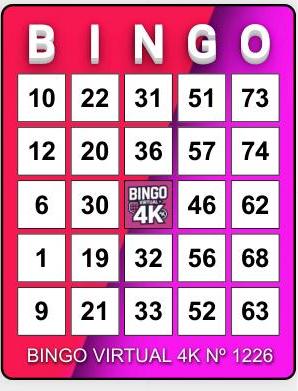 B I N G O
10 22 31 51 73
12 20 36 57 74
6 30 BINGO VIRTUAL 4K 46 62
1 19 32 56 68
9 21 33 52 63
BINGO VIRTUAL 4K Nº 1226